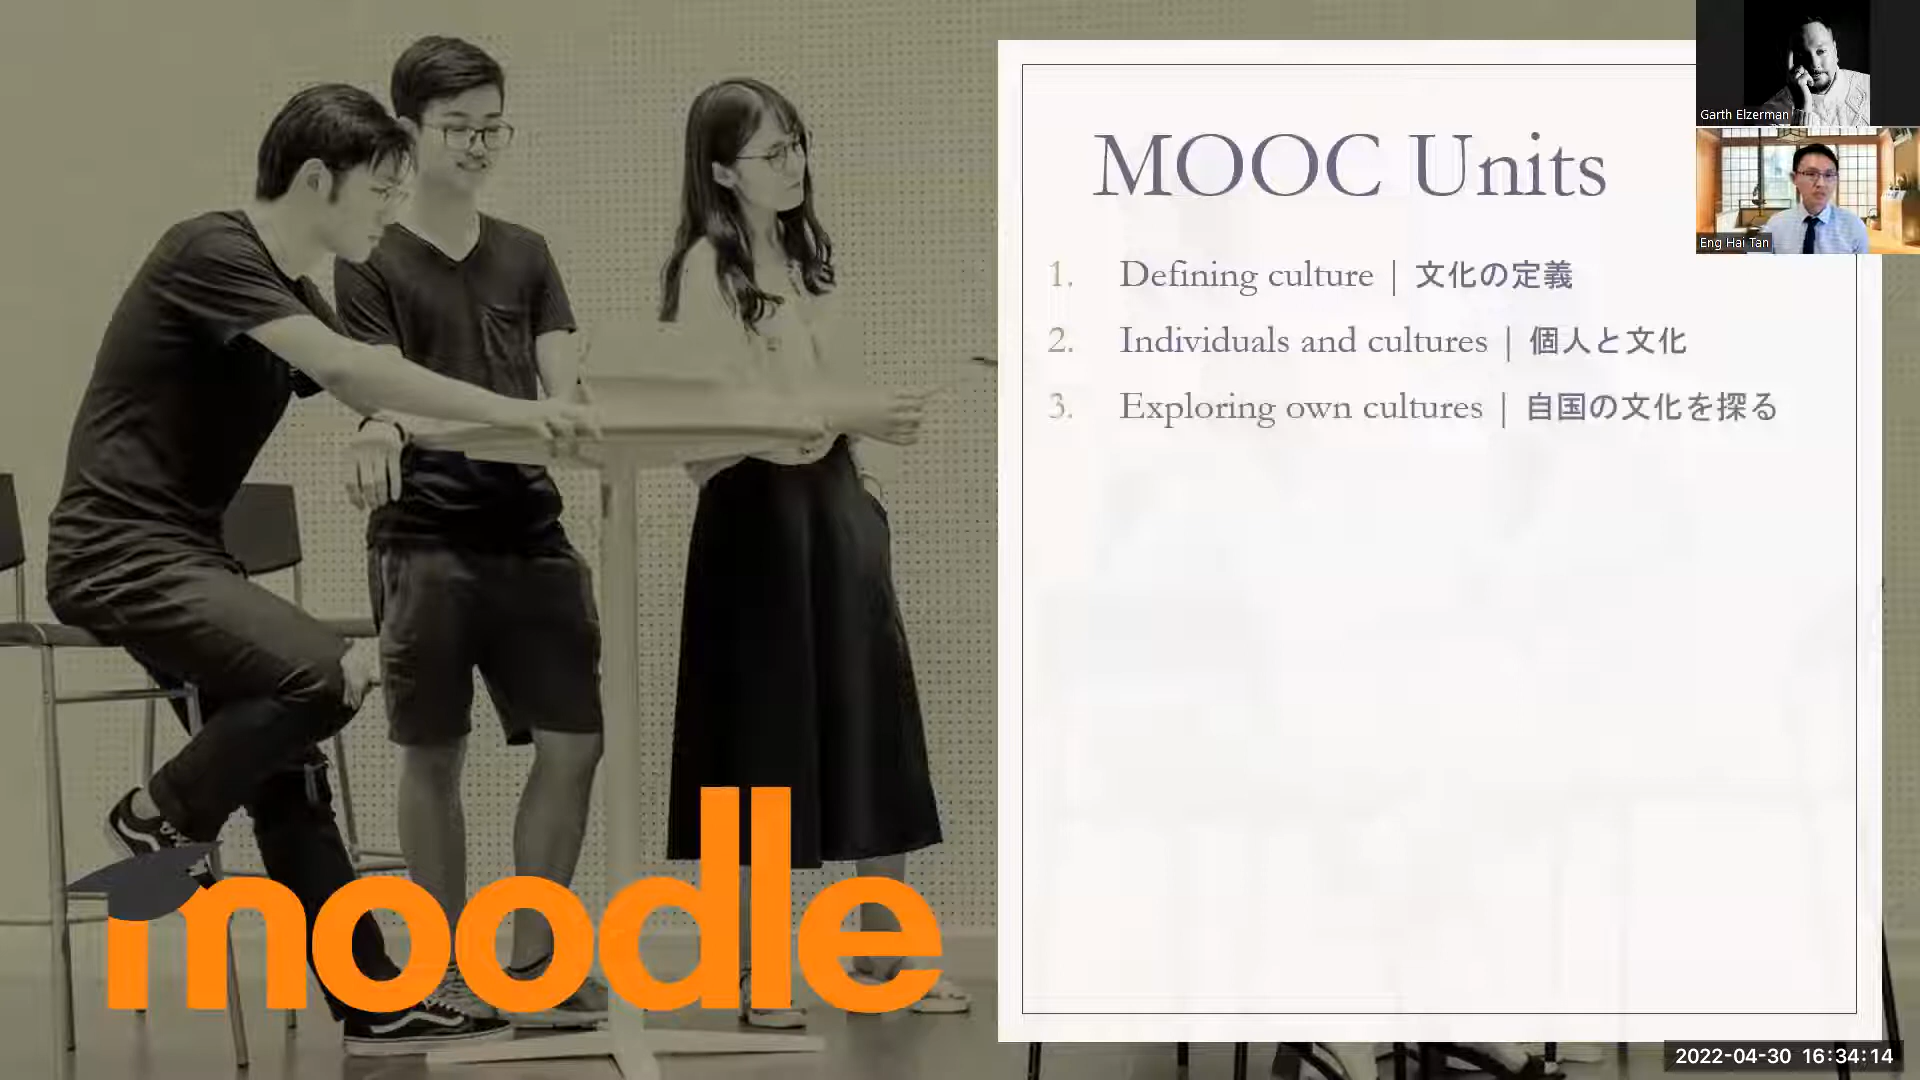 Garth Elzerman
Eng Hai Tan
MOOC Units
1. Defining culture | 文化の定義
2. Individuals and cultures | 個人と文化
3. Exploring own cultures | 自国の文化を探る
moodle
2022-04-30 16:34:14